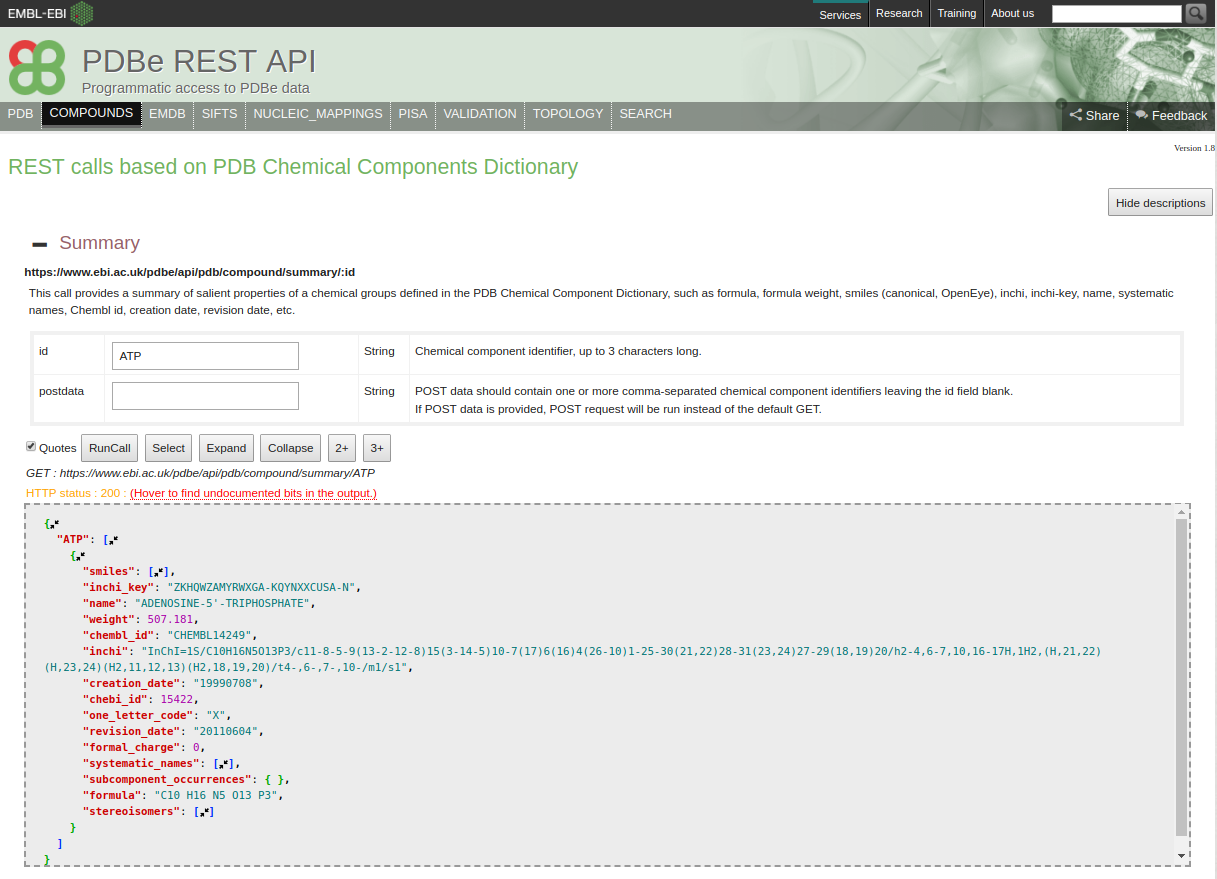 EMBL-EBI
Services Research Training About us
PDBe REST API
Programmatic access to PDBe data
PDB COMPOUNDS EMDB SIFTS NUCLEIC_MAPPINGS PISA VALIDATION TOPOLOGY SEARCH Share Feedback
Version 1.8
REST calls based on PDB Chemical Components Dictionary
Hide descriptions
Summary
https://www.ebi.ac.uk/pdbe/api/pdb/compound/summary/:id
This call provides a summary of salient properties of a chemical groups defined in the PDB Chemical Component Dictionary, such as formula, formula weight, smiles (canonical, OpenEye), inchi, inchi-key, name, systematic
names, Chembl id, creation date, revision date, etc.
id ATP String Chemical component identifier, up to 3 characters long.
postdata String POST data should contain one or more comma-separated chemical component identifiers leaving the id field blank.
If POST data is provided, POST request will be run instead of the default GET.
Quotes RunCall Select Expand Collapse 2+ 3+
GET : https://www.ebi.ac.uk/pdbe/api/pdb/compound/summary/ATP
HTTP status : 200 : (Hover to find undocumented bits in the output.)
{
"ATP": [
{
"smiles": [],
"inchi_key": "ZKHQWZAMYRWXGA-KQYNXXCUSA-N",
"name": "ADENOSINE-5'-TRIPHOSPHATE",
"weight": 507.181,
"chembl_id": "CHEMBL14249",
"inchi": "InChI=1S/C10H16N5O13P3/c11-8-5-9(13-2-12-8)15(3-14-5)10-7(17)6(16)4(26-10)1-25-30(21,22)28-31(23,24)27-29(18,19)20/h2-4,6-7,10,16-17H,1H2,(H,21,22)
(H,23,24)(H2,11,12,13)(H2,18,19,20)/t4-,6-,7-,10-/m1/s1",
"creation_date": "19990708",
"chebi_id": 15422,
"one_letter_code": "X",
"revision_date": "20110604",
"formal_charge": 0,
"systematic_names": [],
"subcomponent_occurrences": { },
"formula": "C10 H16 N5 O13 P3",
"stereoisomers": []
}
]
}